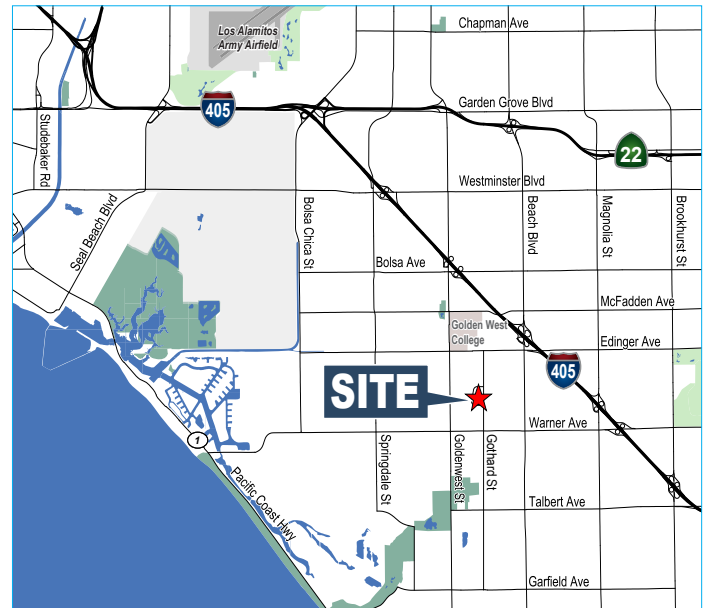 Chapman Ave
Los Alamitos
Army Airfield
Garden Grove Blvd
405
Studebaker Rd
22
Westminster Blvd
Seal Beach Blvd
Bolsa Chica St
Beach Blvd
Magnolia St
Brookhurst St
Bolsa Ave
McFadden Ave
Golden West
College
Edinger Ave
405
SITE
Warner Ave
1
Springdale St
Goldenwest St
Gothard St
Pacific Coast Hwy
Talbert Ave
Garfield Ave